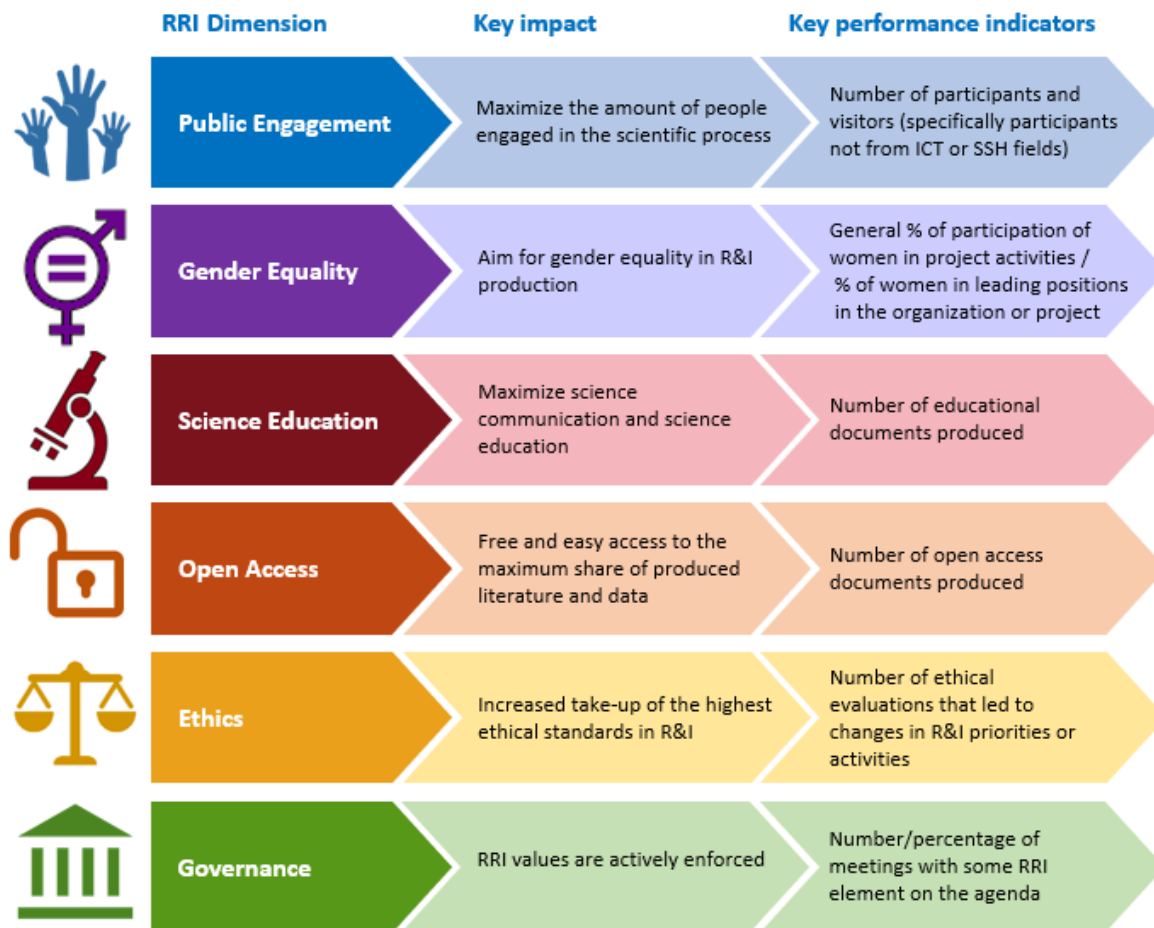 RRI Dimension
Key impact
Key performance indicators
Public Engagement
Maximize the amount of people
engaged in the scientific process
Number of participants and
visitors (specifically participants
not from ICT or SSH fields)
Gender Equality
Aim for gender equality in R&I
production
General % of participation of
women in project activities /
% of women in leading positions
in the organization or project
Science Education
Maximize science
communication and science
education
Number of educational
documents produced
Open Access
Free and easy access to the
maximum share of produced
literature and data
Number of open access
documents produced
Ethics
Increased take-up of the highest
ethical standards in R&I
Number of ethical
evaluations that led to
changes in R&I priorities or
activities
Governance
RRI values are actively enforced
Number/percentage of
meetings with some RRI
element on the agenda